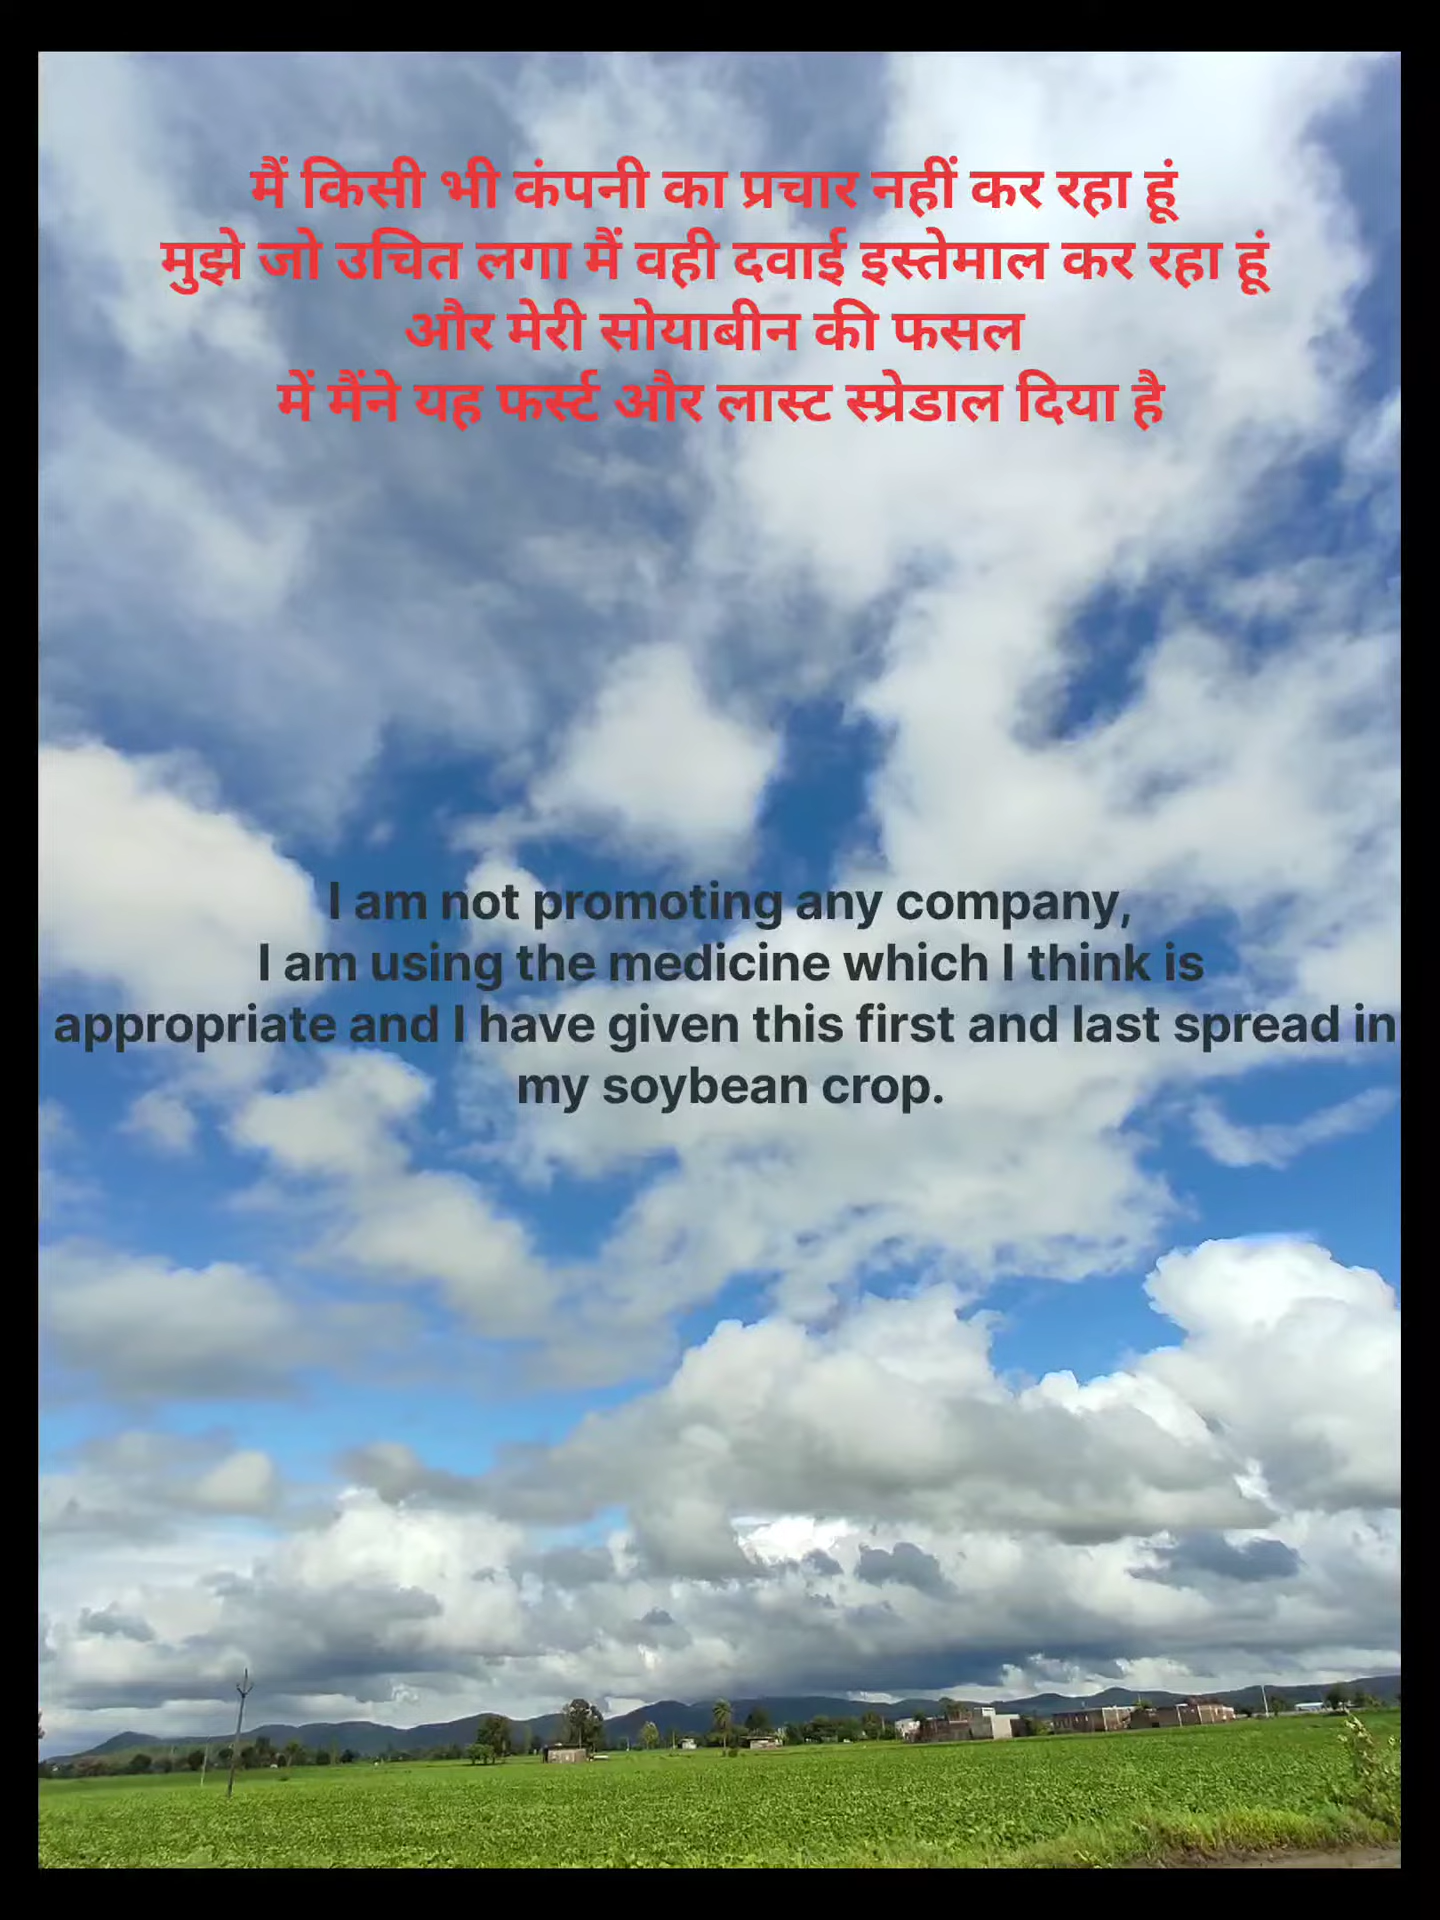 मैं किसी भी कंपनी का प्रचार नहीं कर रहा हूं
मुझे जो उचित लगा मैं वही दवाई इस्तेमाल कर रहा हूं
और मेरी सोयाबीन की फसल
में मैंने यह फर्स्ट और लास्ट स्प्रेडाल दिया है
I am not promoting any company,
I am using the medicine which I think is
appropriate and I have given this first and last spread in
my soybean crop.